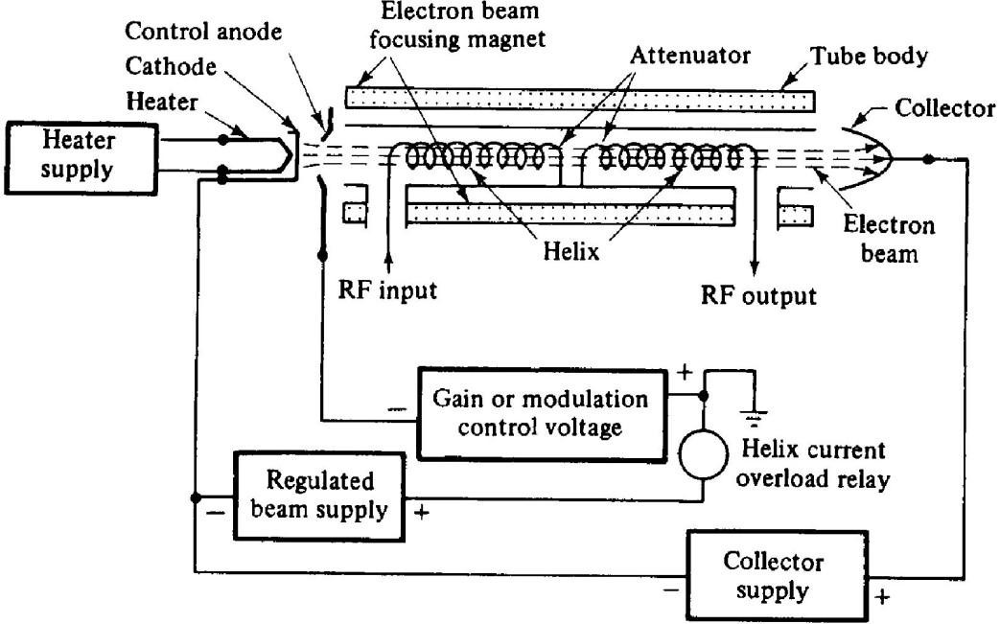 Electron beam
focusing magnet
Control anode
Cathode
Heater
Attenuator
Tube body
Collector
Heater
supply
Helix
Electron
beam
RF input
RF output
+
Gain or modulation
control voltage
−
Helix current
overload relay
Regulated
beam supply
−
+
Collector
supply
−
+